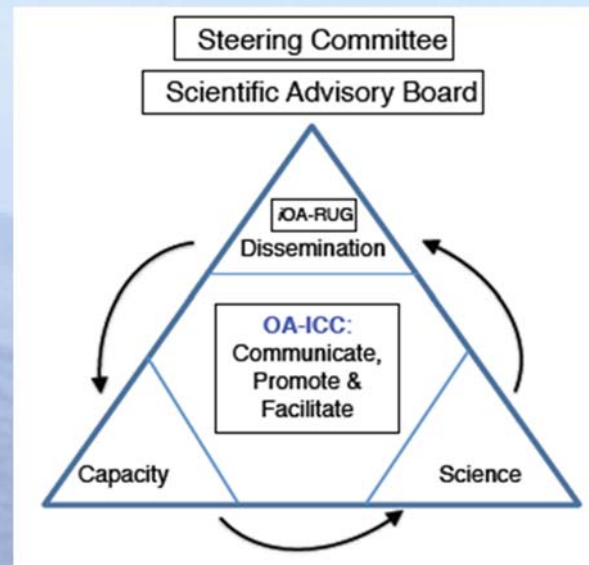 Steering Committee
Scientific Advisory Board
iOA-RUG
Dissemination
OA-ICC:
Communicate,
Promote &
Facilitate
Capacity
Science